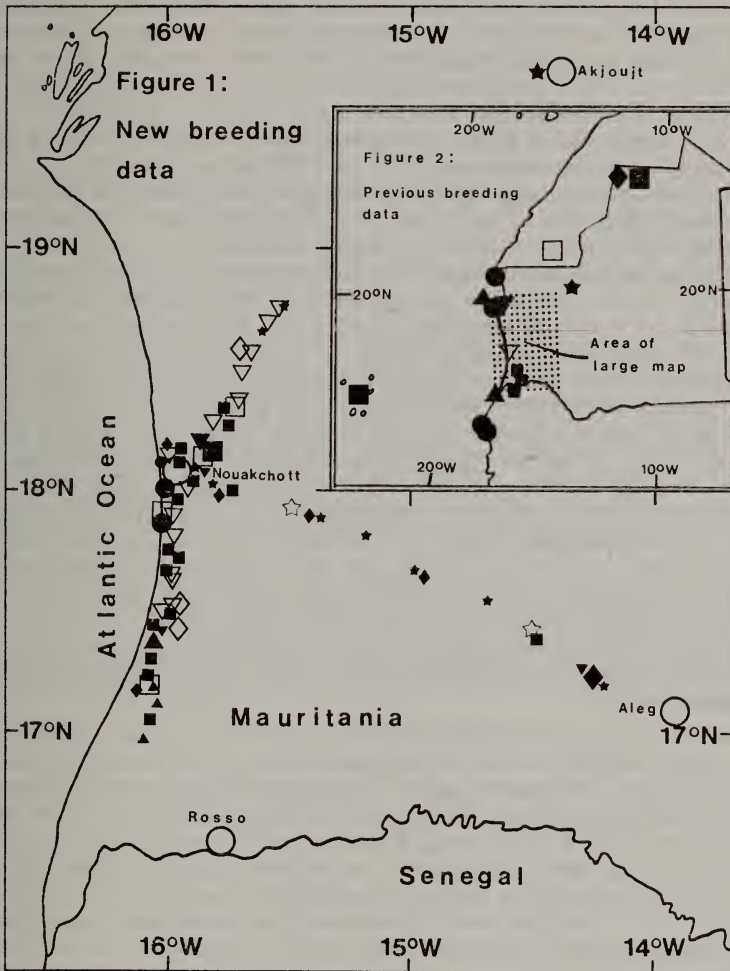 16°W
15°W
14°W
Figure 1:
New breeding
data
Akjoujt
20°W
10°W
Figure 2:
Previous breeding
data
20°N
20°N
Area of
large map
20°W
10°W
19°N
Nouakchott
18°N
Atlantic Ocean
Mauritania
Aleg
17°N
17°N
Rosso
Senegal
16°W
15°W
14°W